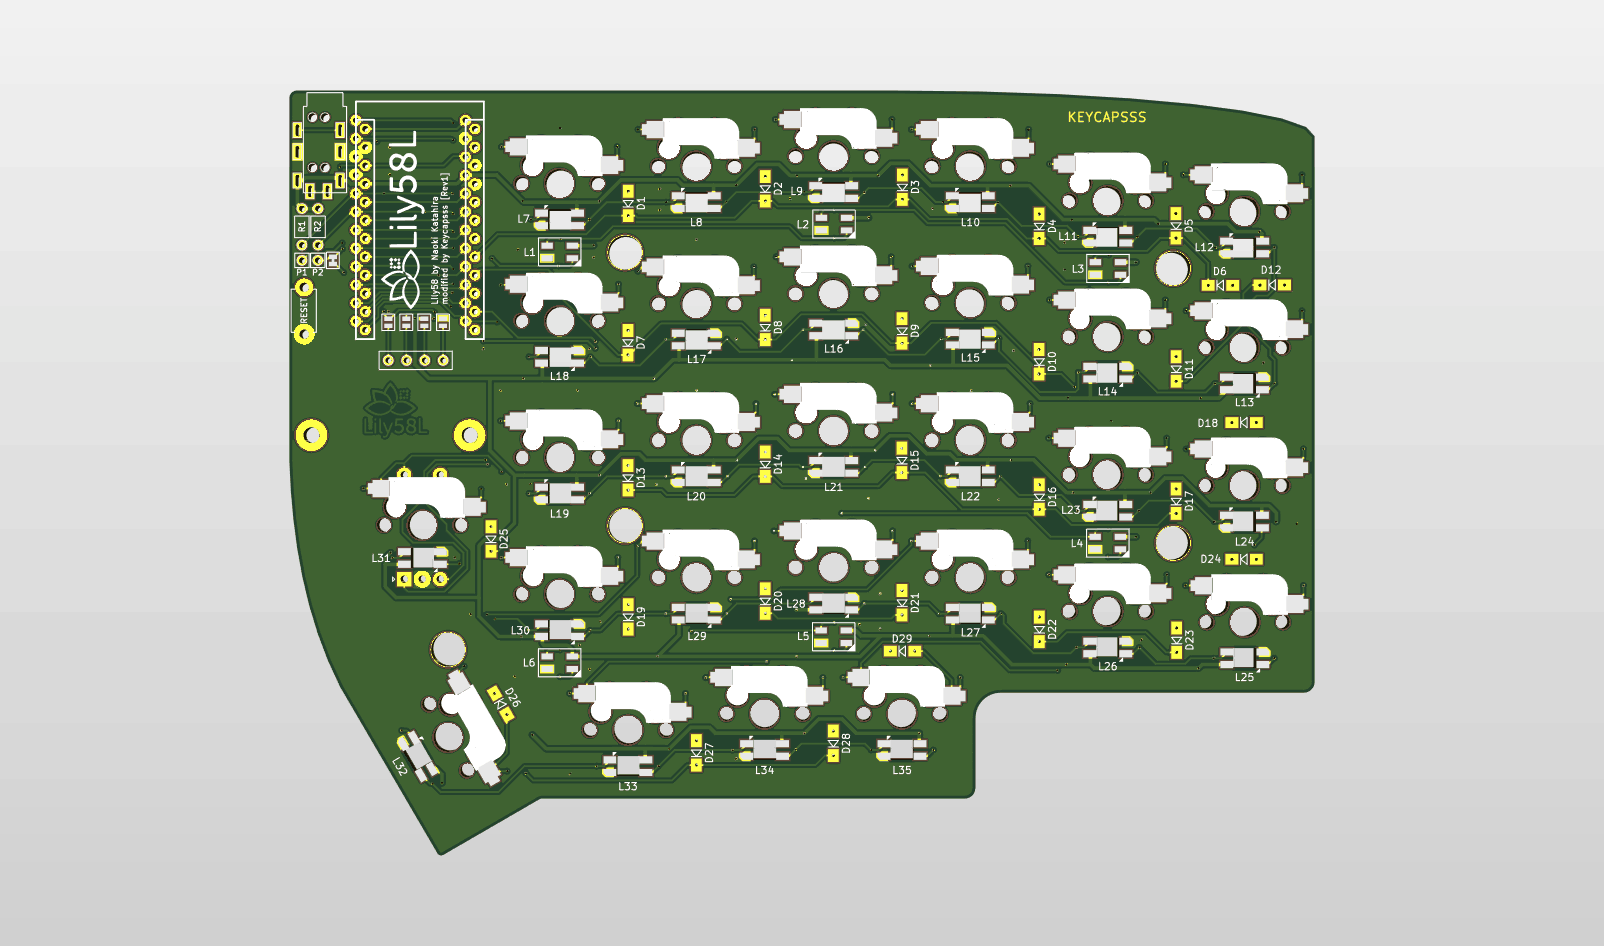 KEYCAPSSS
Lily58L
Lily58 by Naoki Katahira
modified by Keycapsss [Rev1]
R1
R2
P1 P2
RESET
Lily58L
L7
D1
L8
D2
L9
D3
L10
D4
L11
D5
L12
L1
L2
L3
D6
D12
L18
D7
L17
D8
L16
D9
L15
D10
L14
D11
L13
D18
L19
D13
L20
D14
L21
D15
L22
D16
L23
D17
L24
D24
L31
D25
L4
L30
D19
L29
D20
L28
D21
L27
D22
L26
D23
L25
L6
L5
D29
D26
L32
L33
D27
L34
D28
L35